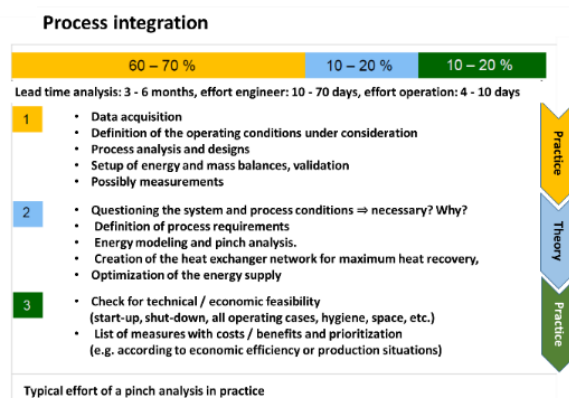 Process integration
60 – 70 %
10 – 20 %
10 – 20 %
Lead time analysis: 3 - 6 months, effort engineer: 10 - 70 days, effort operation: 4 - 10 days
1
• Data acquisition
• Definition of the operating conditions under consideration
• Process analysis and designs
• Setup of energy and mass balances, validation
• Possibly measurements
Practice
2
• Questioning the system and process conditions ⇒ necessary? Why?
• Definition of process requirements
• Energy modeling and pinch analysis.
• Creation of the heat exchanger network for maximum heat recovery,
• Optimization of the energy supply
Theory
3
• Check for technical / economic feasibility
(start-up, shut-down, all operating cases, hygiene, space, etc.)
• List of measures with costs / benefits and prioritization
(e.g. according to economic efficiency or production situations)
Practice
Typical effort of a pinch analysis in practice